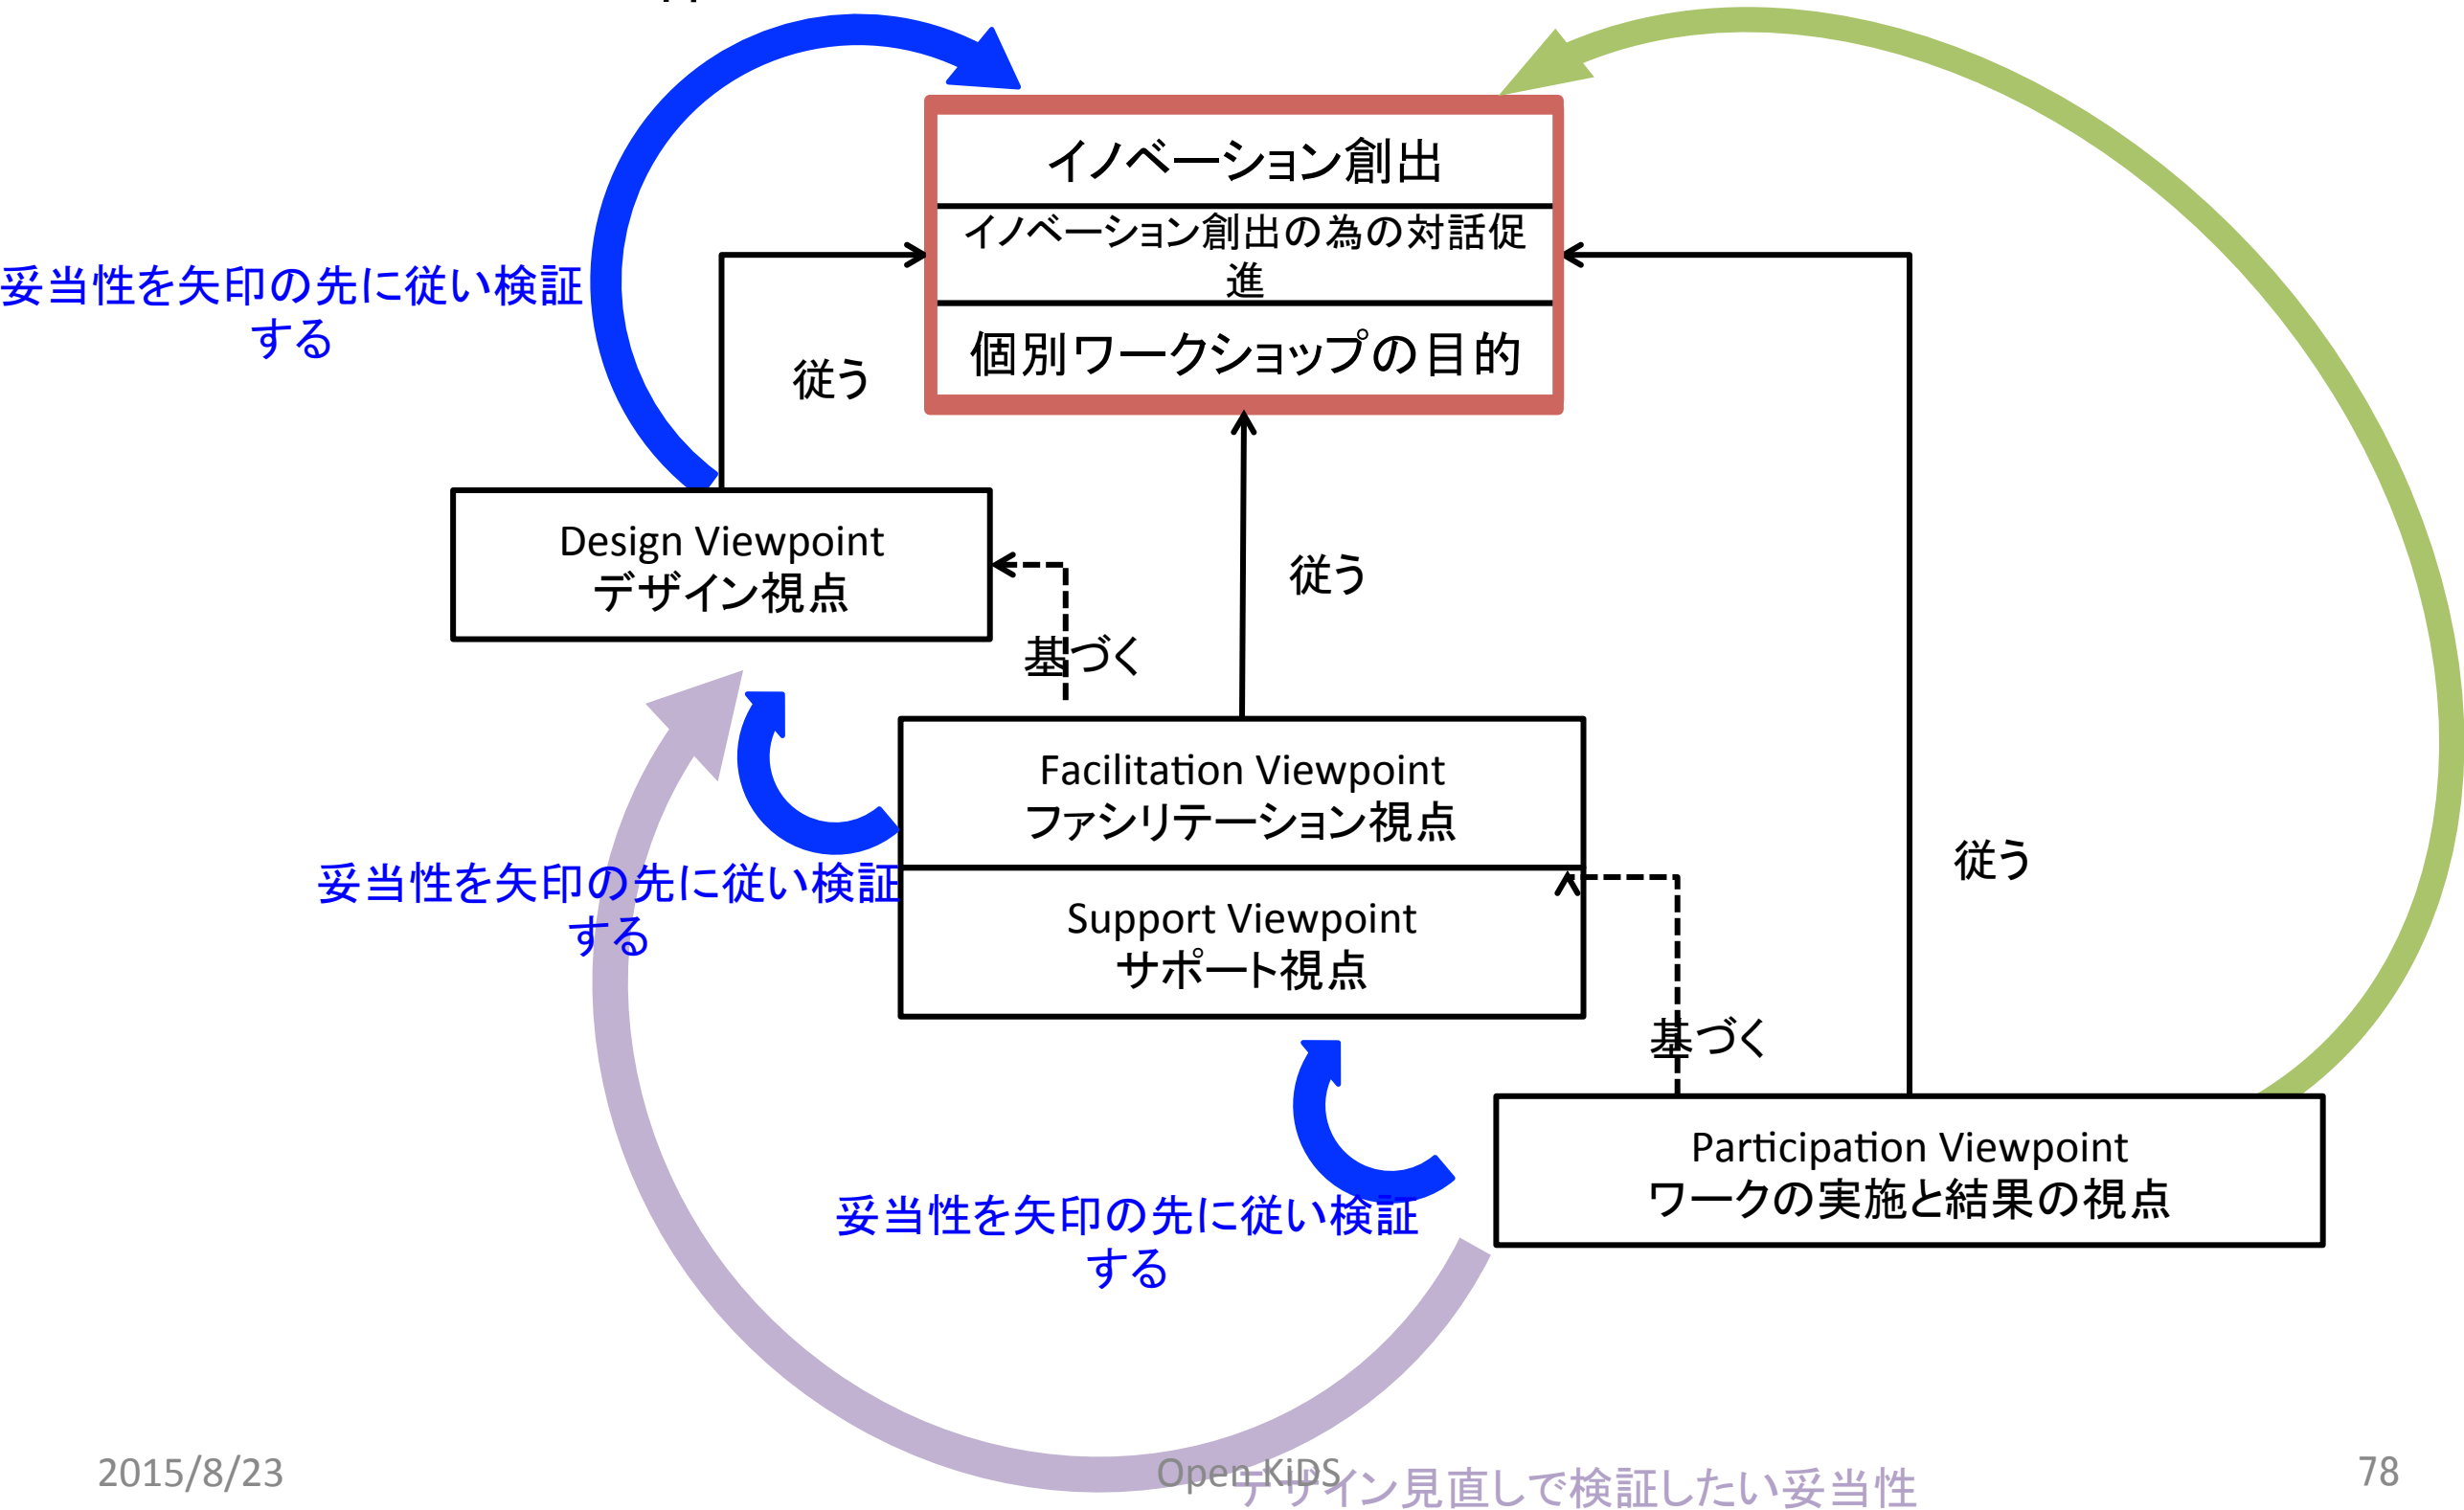 イノベーション創出
イノベーション創出の為の対話促
進
個別ワークショップの目的
妥当性を矢印の先に従い検証
する
従う
Design Viewpoint
デザイン視点
従う
基づく
Facilitation Viewpoint
ファシリテーション視点
従う
妥当性を矢印の先に従い検証
する
Support Viewpoint
サポート視点
基づく
Participation Viewpoint
ワークの実施と結果の視点
妥当性を矢印の先に従い検証
する
2015/8/23
Open KiDS
デザイン見直しで検証したい妥当性
78